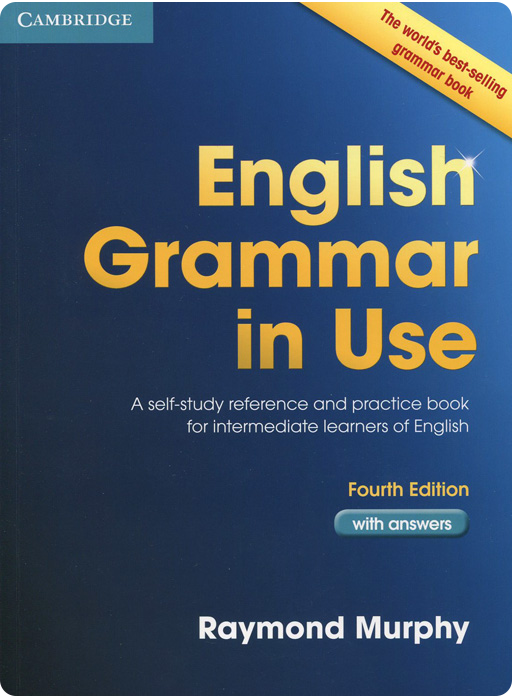 CAMBRIDGE
The world's best-selling
grammar book
English
Grammar
in Use
A self-study reference and practice book
for intermediate learners of English
Fourth Edition
with answers
Raymond Murphy